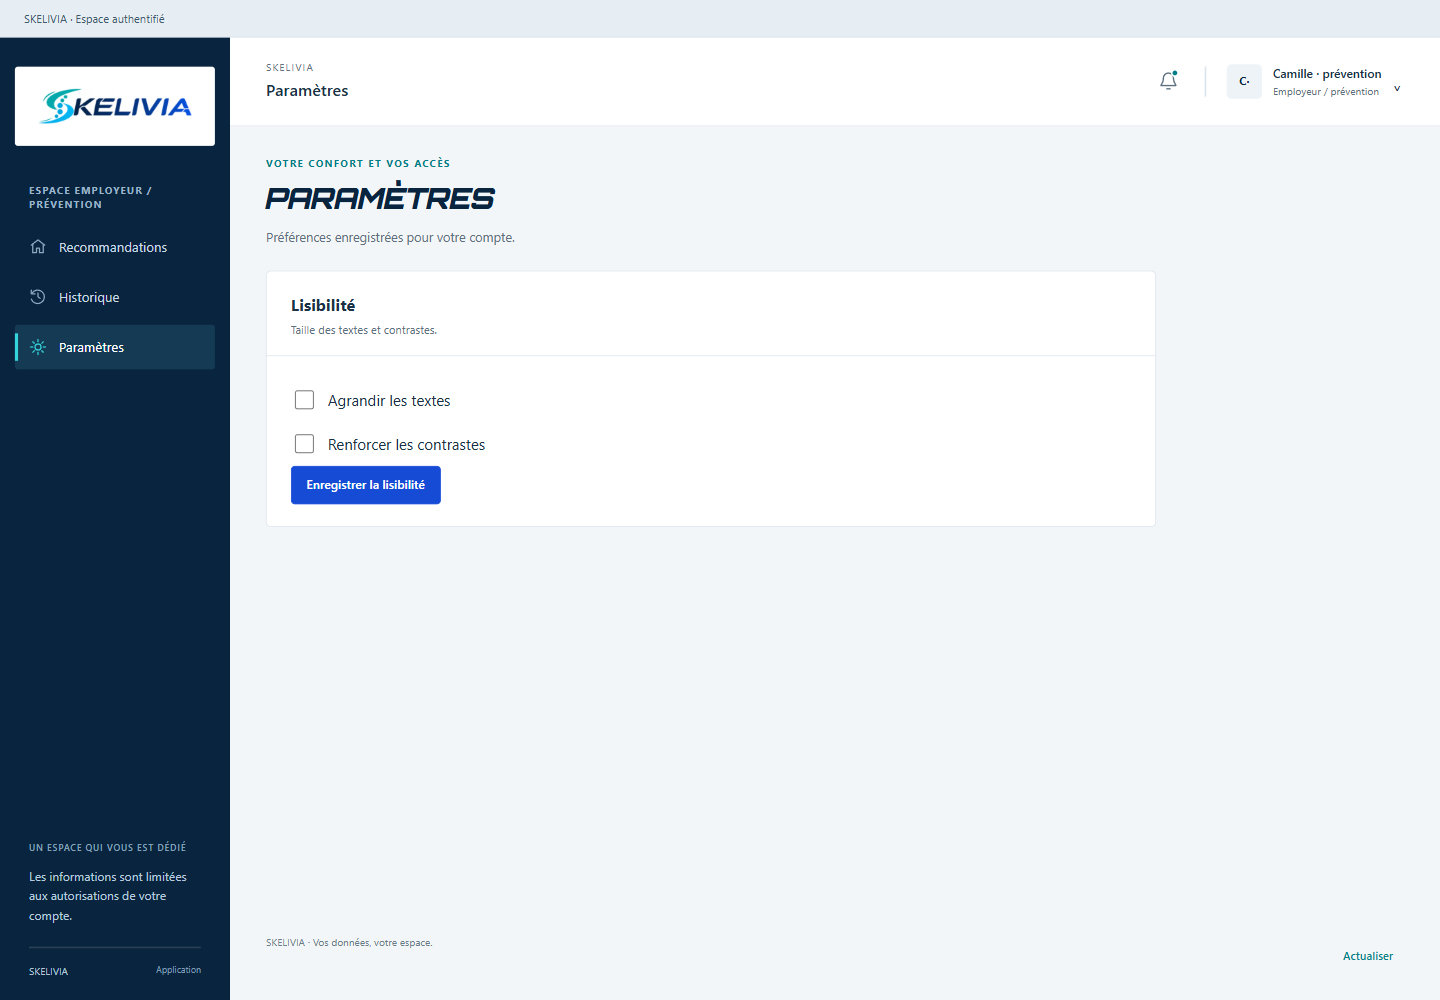 SKELIVIA · Espace authentifié
SKELIVIA
ESPACE EMPLOYEUR /
PRÉVENTION
Recommandations
Historique
Paramètres
UN ESPACE QUI VOUS EST DÉDIÉ
Les informations sont limitées
aux autorisations de votre
compte.
SKELIVIA
Application
SKELIVIA
Paramètres
C·
Camille · prévention
Employeur / prévention
VOTRE CONFORT ET VOS ACCÈS
PARAMÈTRES
Préférences enregistrées pour votre compte.
Lisibilité
Taille des textes et contrastes.
Agrandir les textes
Renforcer les contrastes
Enregistrer la lisibilité
SKELIVIA · Vos données, votre espace.
Actualiser